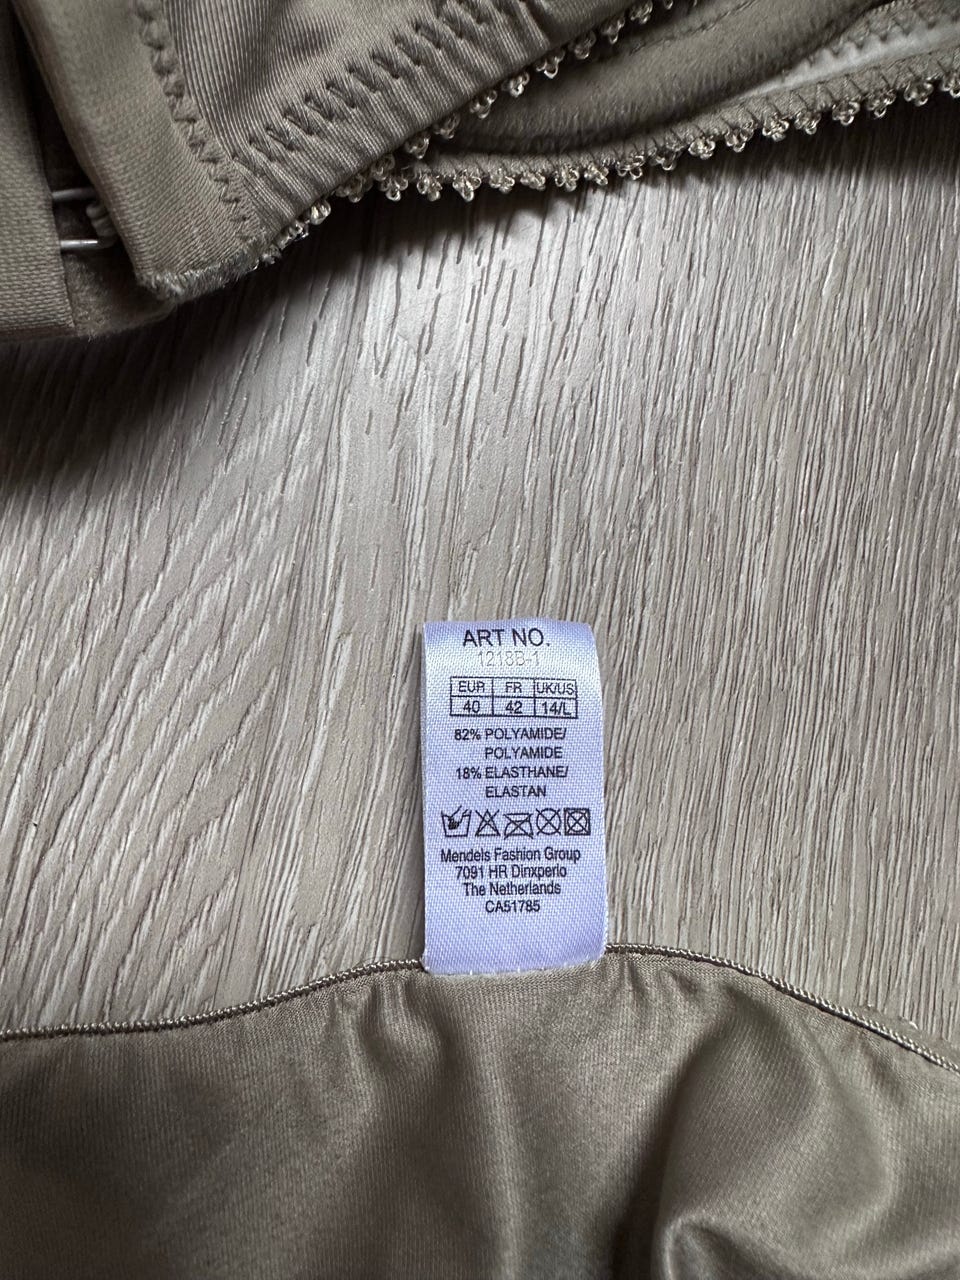 ART NO.
1218B-1
EUR FR UK/US
40 42 14/L
82% POLYAMIDE/
POLYAMIDE
18% ELASTHANE/
ELASTAN
Mendels Fashion Group
7091 HR Dinxperlo
The Netherlands
CA51785